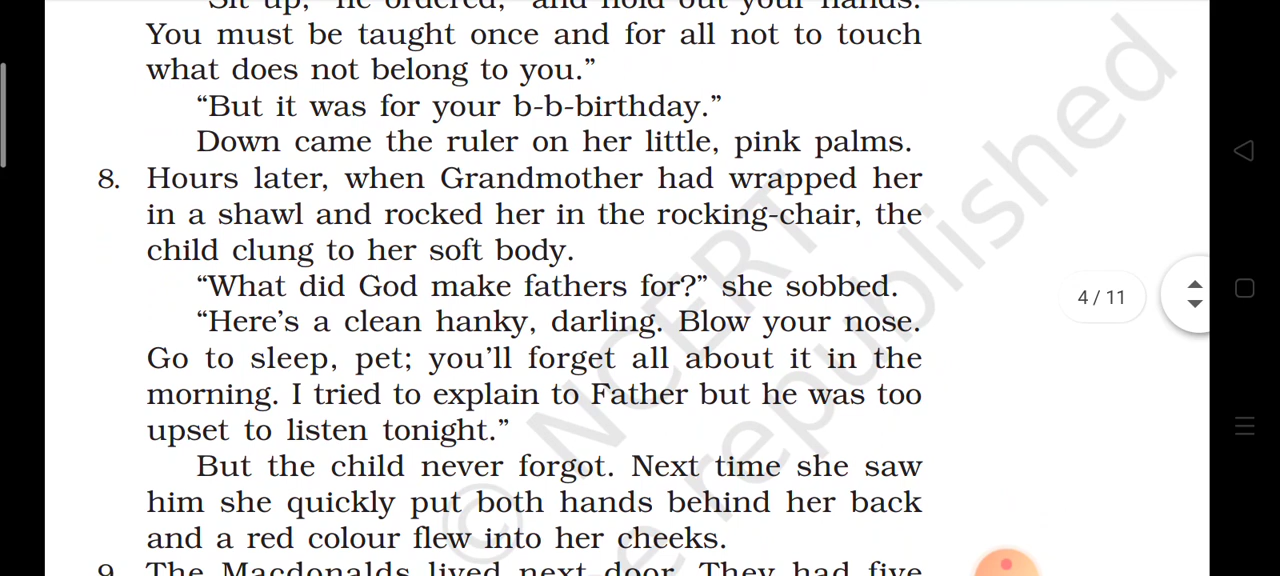 "Sit up," he ordered, "and hold out your hands.
You must be taught once and for all not to touch
what does not belong to you."
"But it was for your b-b-birthday."
Down came the ruler on her little, pink palms.
8. Hours later, when Grandmother had wrapped her
in a shawl and rocked her in the rocking-chair, the
child clung to her soft body.
"What did God make fathers for?" she sobbed.
"Here's a clean hanky, darling. Blow your nose.
Go to sleep, pet; you'll forget all about it in the
morning. I tried to explain to Father but he was too
upset to listen tonight."
But the child never forgot. Next time she saw
him she quickly put both hands behind her back
and a red colour flew into her cheeks.
9. The Macdonalds lived next-door. They had five
4 / 11
© NCERT
e republished